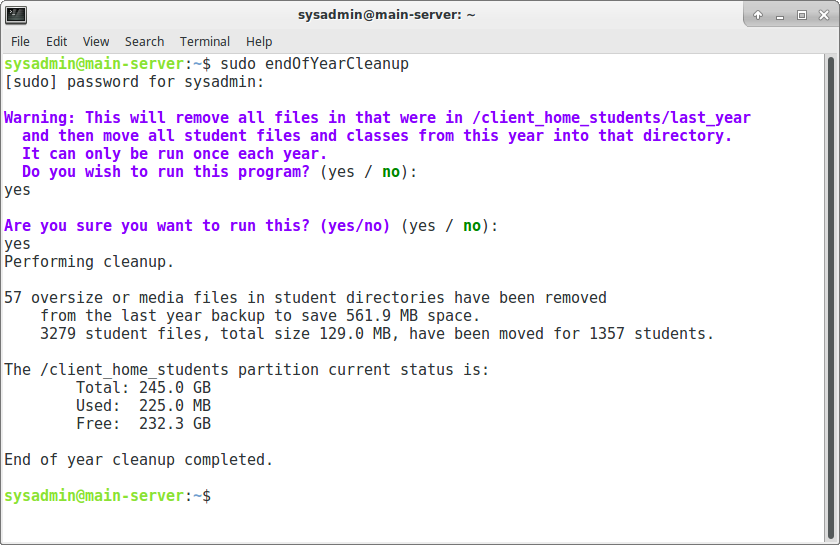 sysadmin@main-server: ~
File Edit View Search Terminal Help
sysadmin@main-server:~$ sudo endOfYearCleanup
[sudo] password for sysadmin:
Warning: This will remove all files in that were in /client_home_students/last_year
and then move all student files and classes from this year into that directory.
It can only be run once each year.
Do you wish to run this program? (yes / no):
yes
Are you sure you want to run this? (yes/no) (yes / no):
yes
Performing cleanup.
57 oversize or media files in student directories have been removed
from the last year backup to save 561.9 MB space.
3279 student files, total size 129.0 MB, have been moved for 1357 students.
The /client_home_students partition current status is:
Total: 245.0 GB
Used: 225.0 MB
Free: 232.3 GB
End of year cleanup completed.
sysadmin@main-server:~$